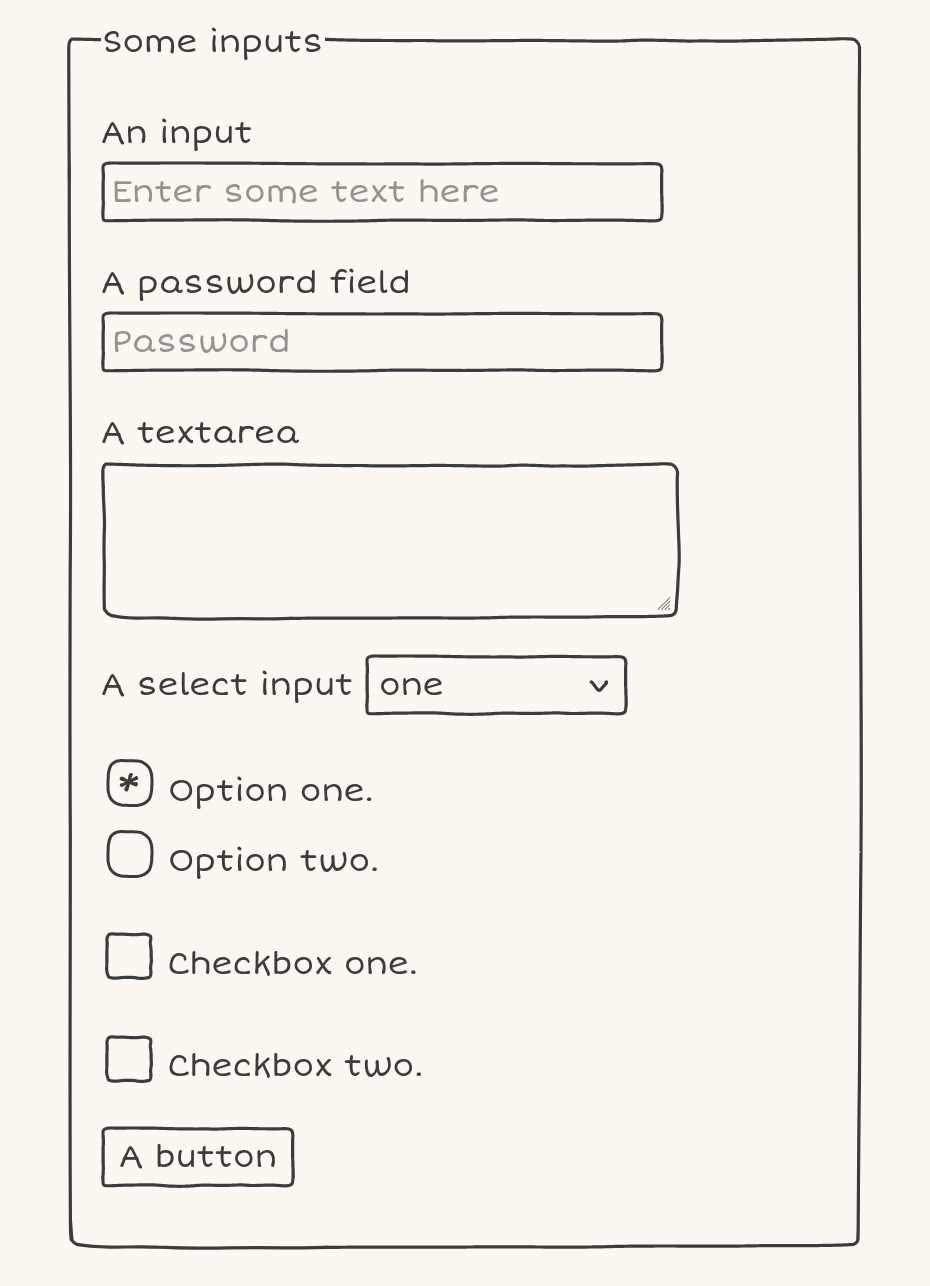 Some inputs
An input
Enter some text here
A password field
Password
A textarea
A select input one
* Option one.
Option two.
Checkbox one.
Checkbox two.
A button